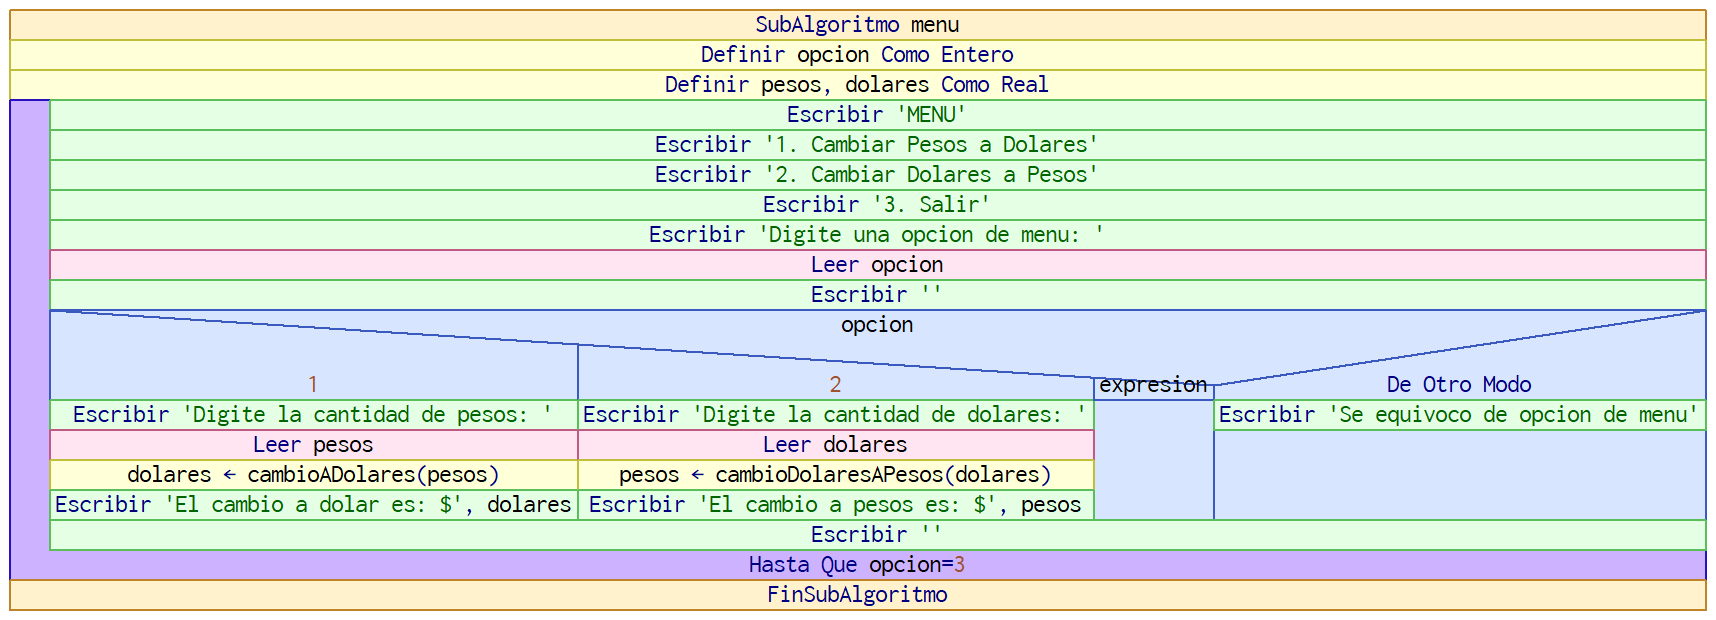 SubAlgoritmo menu
Definir opcion Como Entero
Definir pesos, dolares Como Real
Escribir 'MENU'
Escribir '1. Cambiar Pesos a Dolares'
Escribir '2. Cambiar Dolares a Pesos'
Escribir '3. Salir'
Escribir 'Digite una opcion de menu: '
Leer opcion
Escribir ''
opcion
1 2 expresion De Otro Modo
Escribir 'Digite la cantidad de pesos: ' Escribir 'Digite la cantidad de dolares: ' Escribir 'Se equivoco de opcion de menu'
Leer pesos Leer dolares
dolares ← cambioADolares(pesos) pesos ← cambioDolaresAPesos(dolares)
Escribir 'El cambio a dolar es: $', dolares Escribir 'El cambio a pesos es: $', pesos
Escribir ''
Hasta Que opcion=3
FinSubAlgoritmo